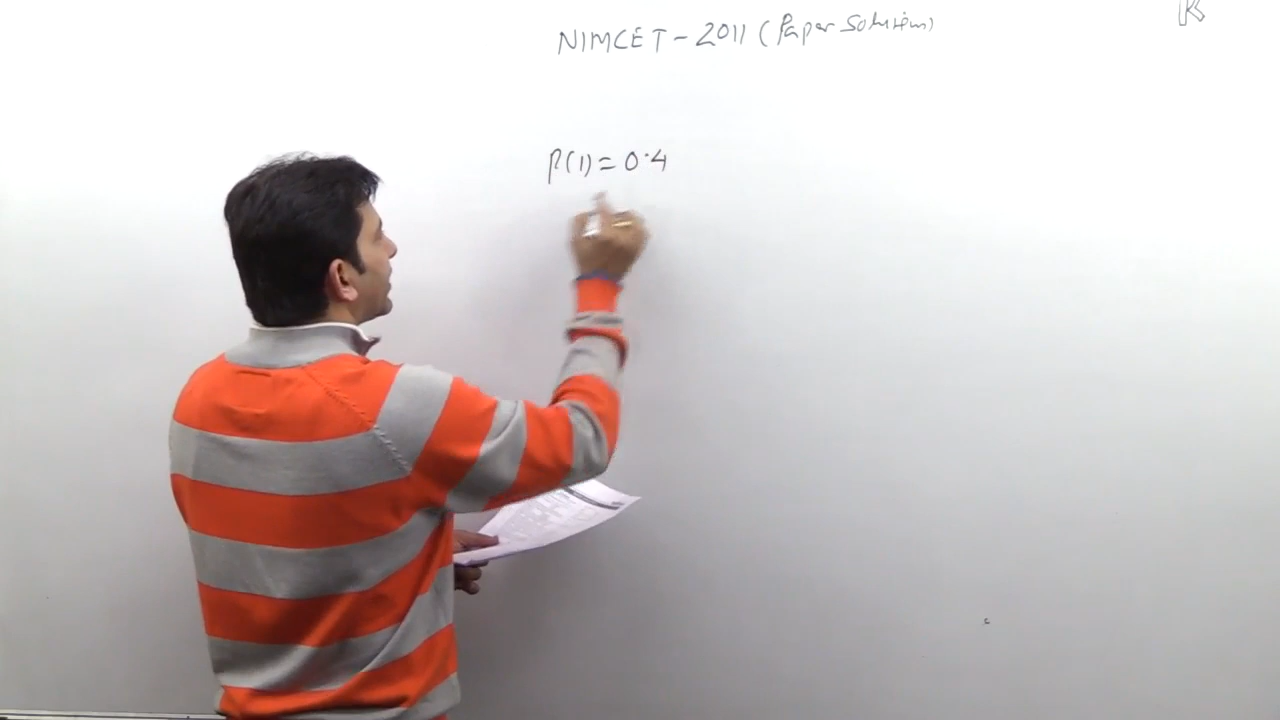 NIMCET-2011 (Paper Solution)
K
P(1) = 0.4